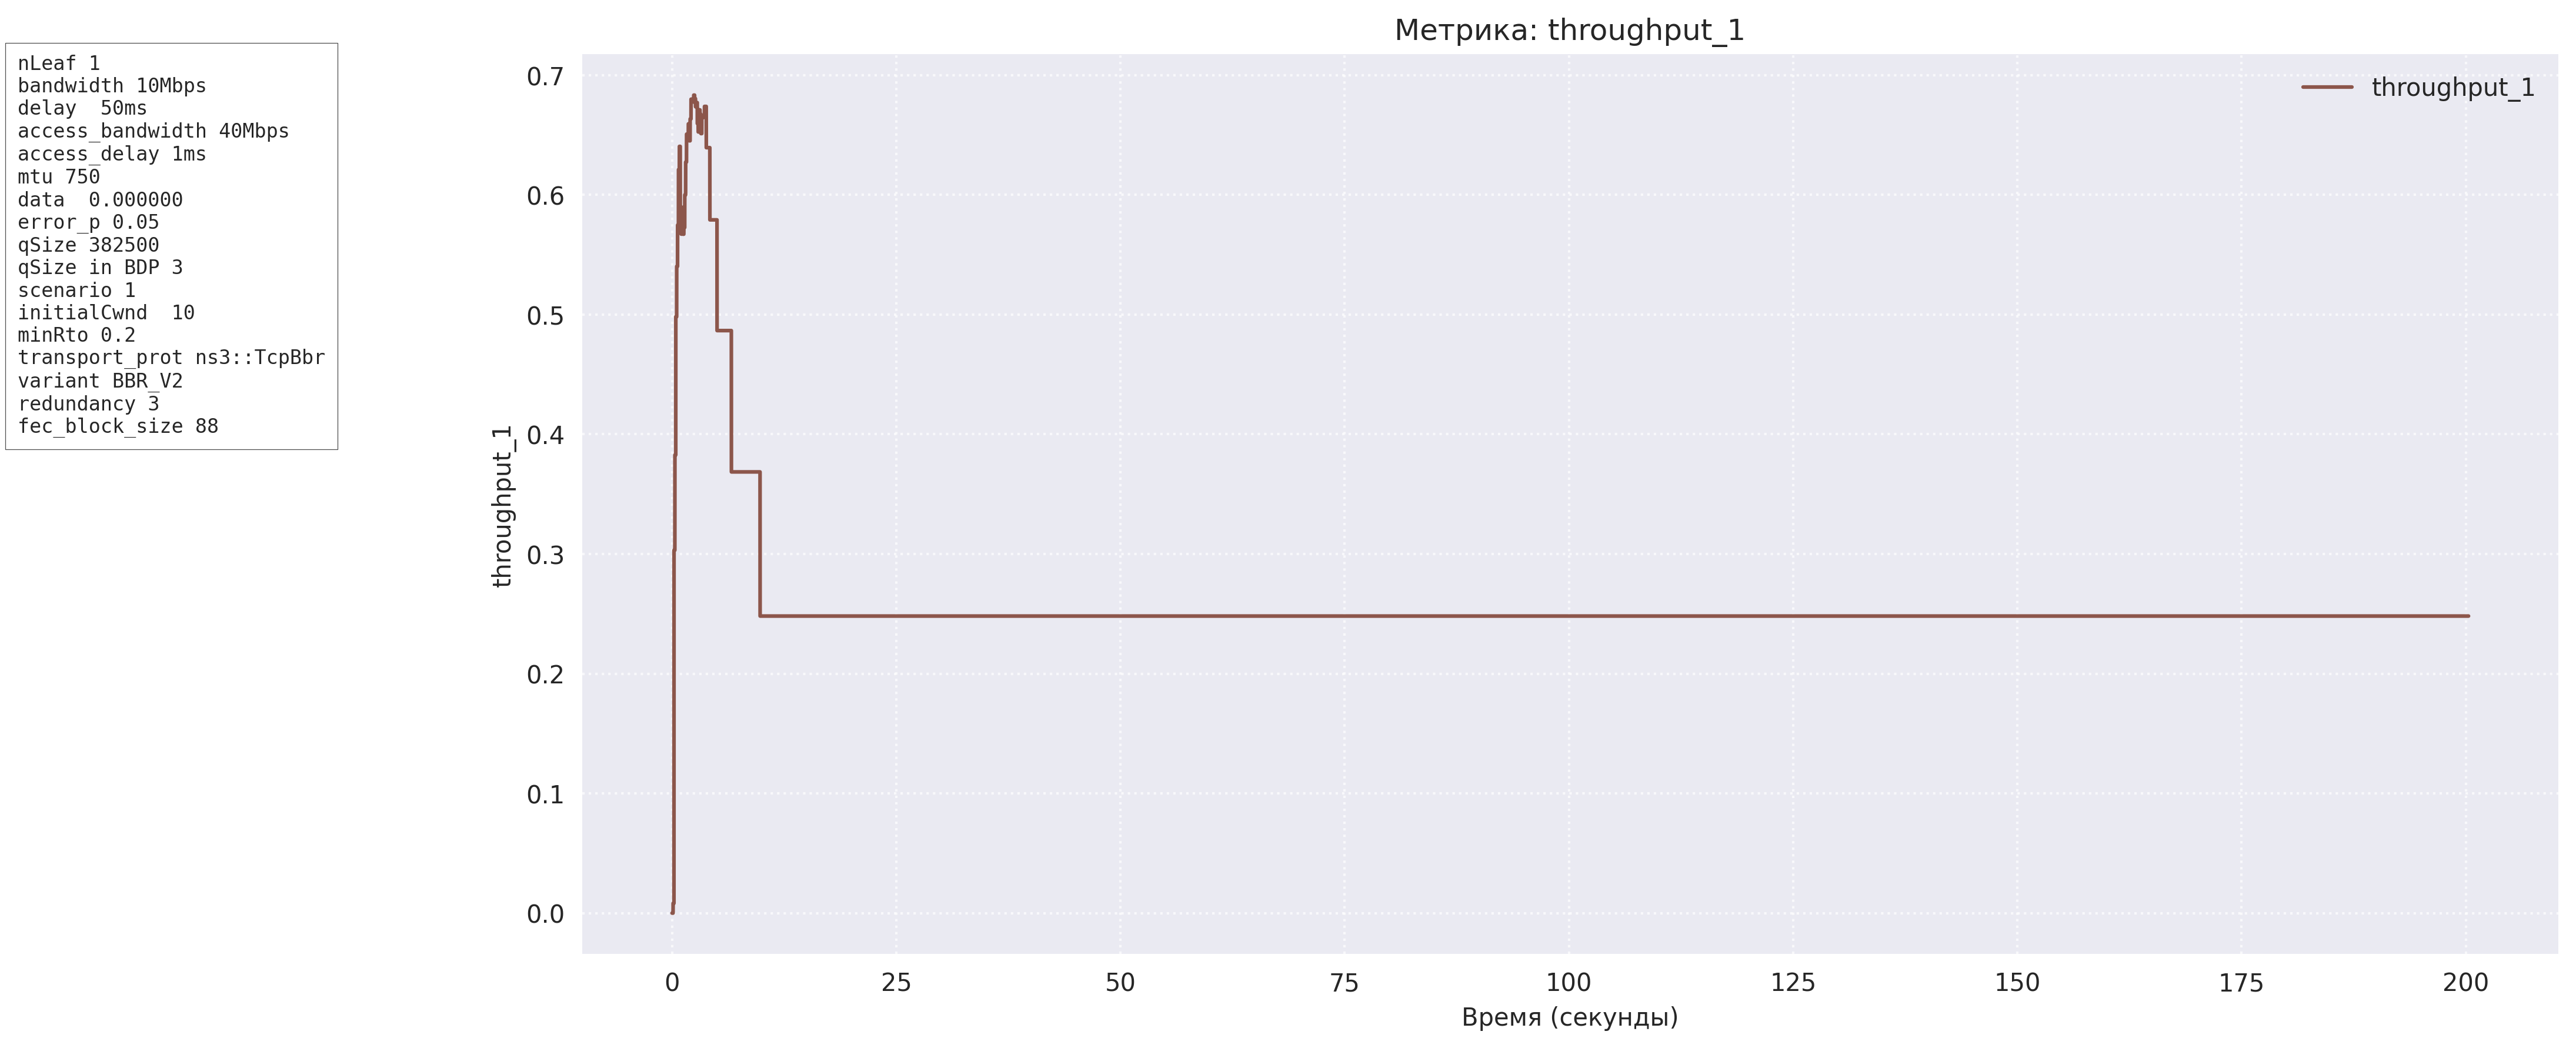 Метрика: throughput_1
nLeaf 1
bandwidth 10Mbps
delay  50ms
access_bandwidth 40Mbps
access_delay 1ms
mtu 750
data  0.000000
error_p 0.05
qSize 382500
qSize in BDP 3
scenario 1
initialCwnd  10
minRto 0.2
transport_prot ns3::TcpBbr
variant BBR_V2
redundancy 3
fec_block_size 88
throughput_1
throughput_1
0.7
0.6
0.5
0.4
0.3
0.2
0.1
0.0
0 25 50 75 100 125 150 175 200
Время (секунды)